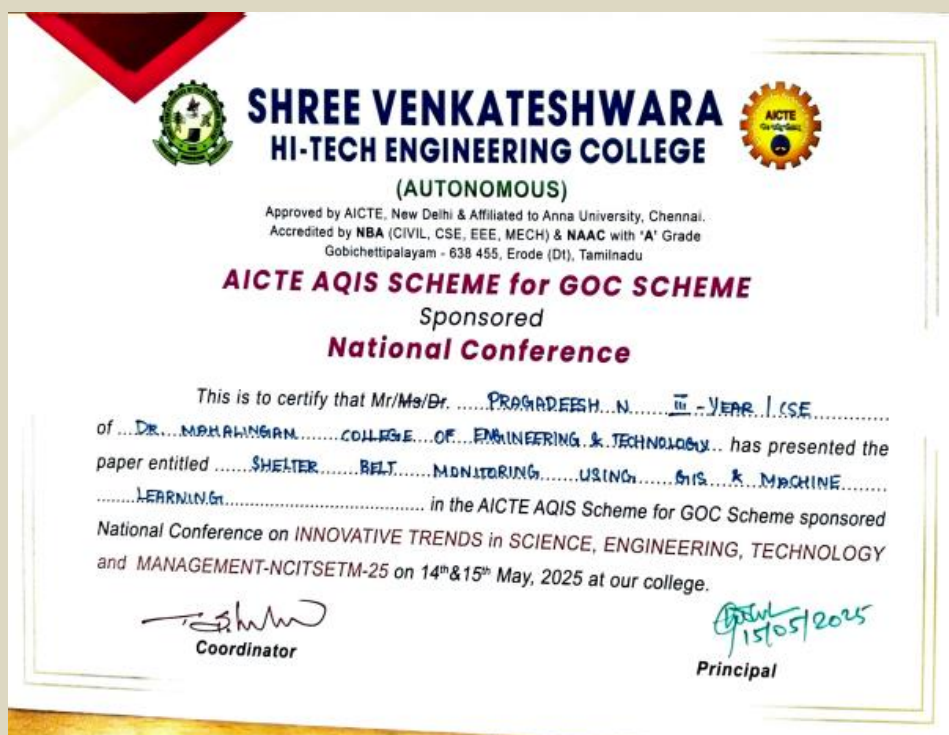 SHREE VENKATESHWARA
HI-TECH ENGINEERING COLLEGE
AICTE
(AUTONOMOUS)
Approved by AICTE, New Delhi & Affiliated to Anna University, Chennai.
Accredited by NBA (CIVIL, CSE, EEE, MECH) & NAAC with 'A' Grade
Gobichettipalayam - 638 455, Erode (Dt), Tamilnadu
AICTE AQIS SCHEME for GOC SCHEME
Sponsored
National Conference
This is to certify that Mr/Ms/Dr. PRAGADEESH N III - YEAR / CSE
of DR. MAHALINGAM COLLEGE OF ENGINEERING & TECHNOLOGY has presented the
paper entitled SHELTER BELT MONITORING USING GIS & MACHINE
LEARNING in the AICTE AQIS Scheme for GOC Scheme sponsored
National Conference on INNOVATIVE TRENDS in SCIENCE, ENGINEERING, TECHNOLOGY
and MANAGEMENT-NCITSETM-25 on 14th&15th May, 2025 at our college.
15/05/2025
Coordinator
Principal